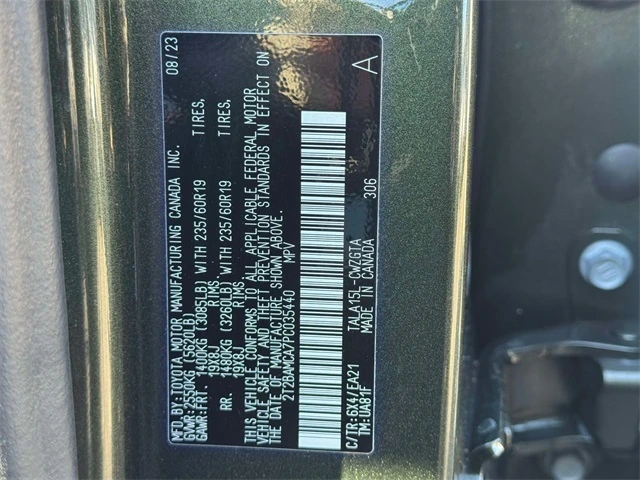 MFD. BY: TOYOTA MOTOR MANUFACTURING CANADA INC. 08/23
GVWR: 2550KG (5620LB)
GAWR: FRT. 1400KG (3085LB) WITH 235/60R19 TIRES,
19X8J RIMS
RR. 1480KG (3260LB) WITH 235/60R19 TIRES,
19X8J RIMS
THIS VEHICLE CONFORMS TO ALL APPLICABLE FEDERAL MOTOR
VEHICLE SAFETY AND THEFT PREVENTION STANDARDS IN EFFECT ON
THE DATE OF MANUFACTURE SHOWN ABOVE.
2T2BAMCA7PC035440 MPV
A
306
C/TR: 6X4/EA21 TALA15L-CWZGTA
TM: UA81F MADE IN CANADA